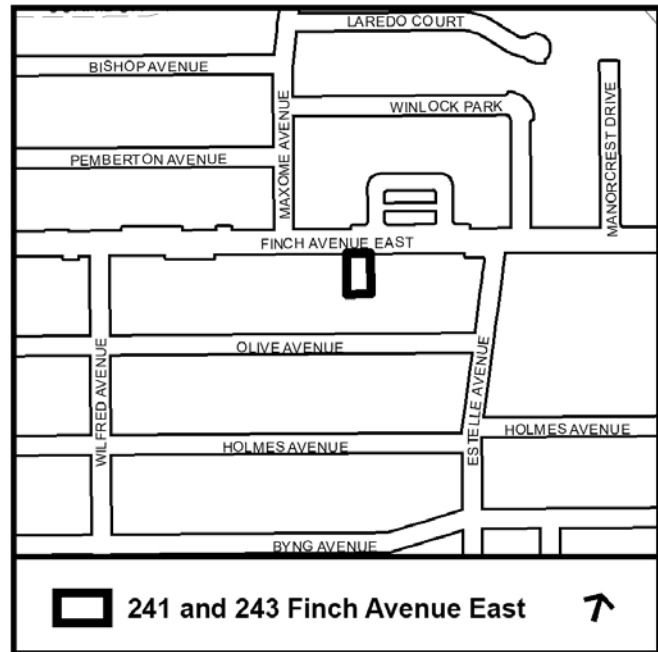 LAREDO COURT
BISHOP AVENUE
WINLOCK PARK
MAXOME AVENUE
MANORCREST DRIVE
PEMBERTON AVENUE
FINCH AVENUE EAST
OLIVE AVENUE
WILFRED AVENUE
ESTELLE AVENUE
HOLMES AVENUE
HOLMES AVENUE
BYNG AVENUE
241 and 243 Finch Avenue East